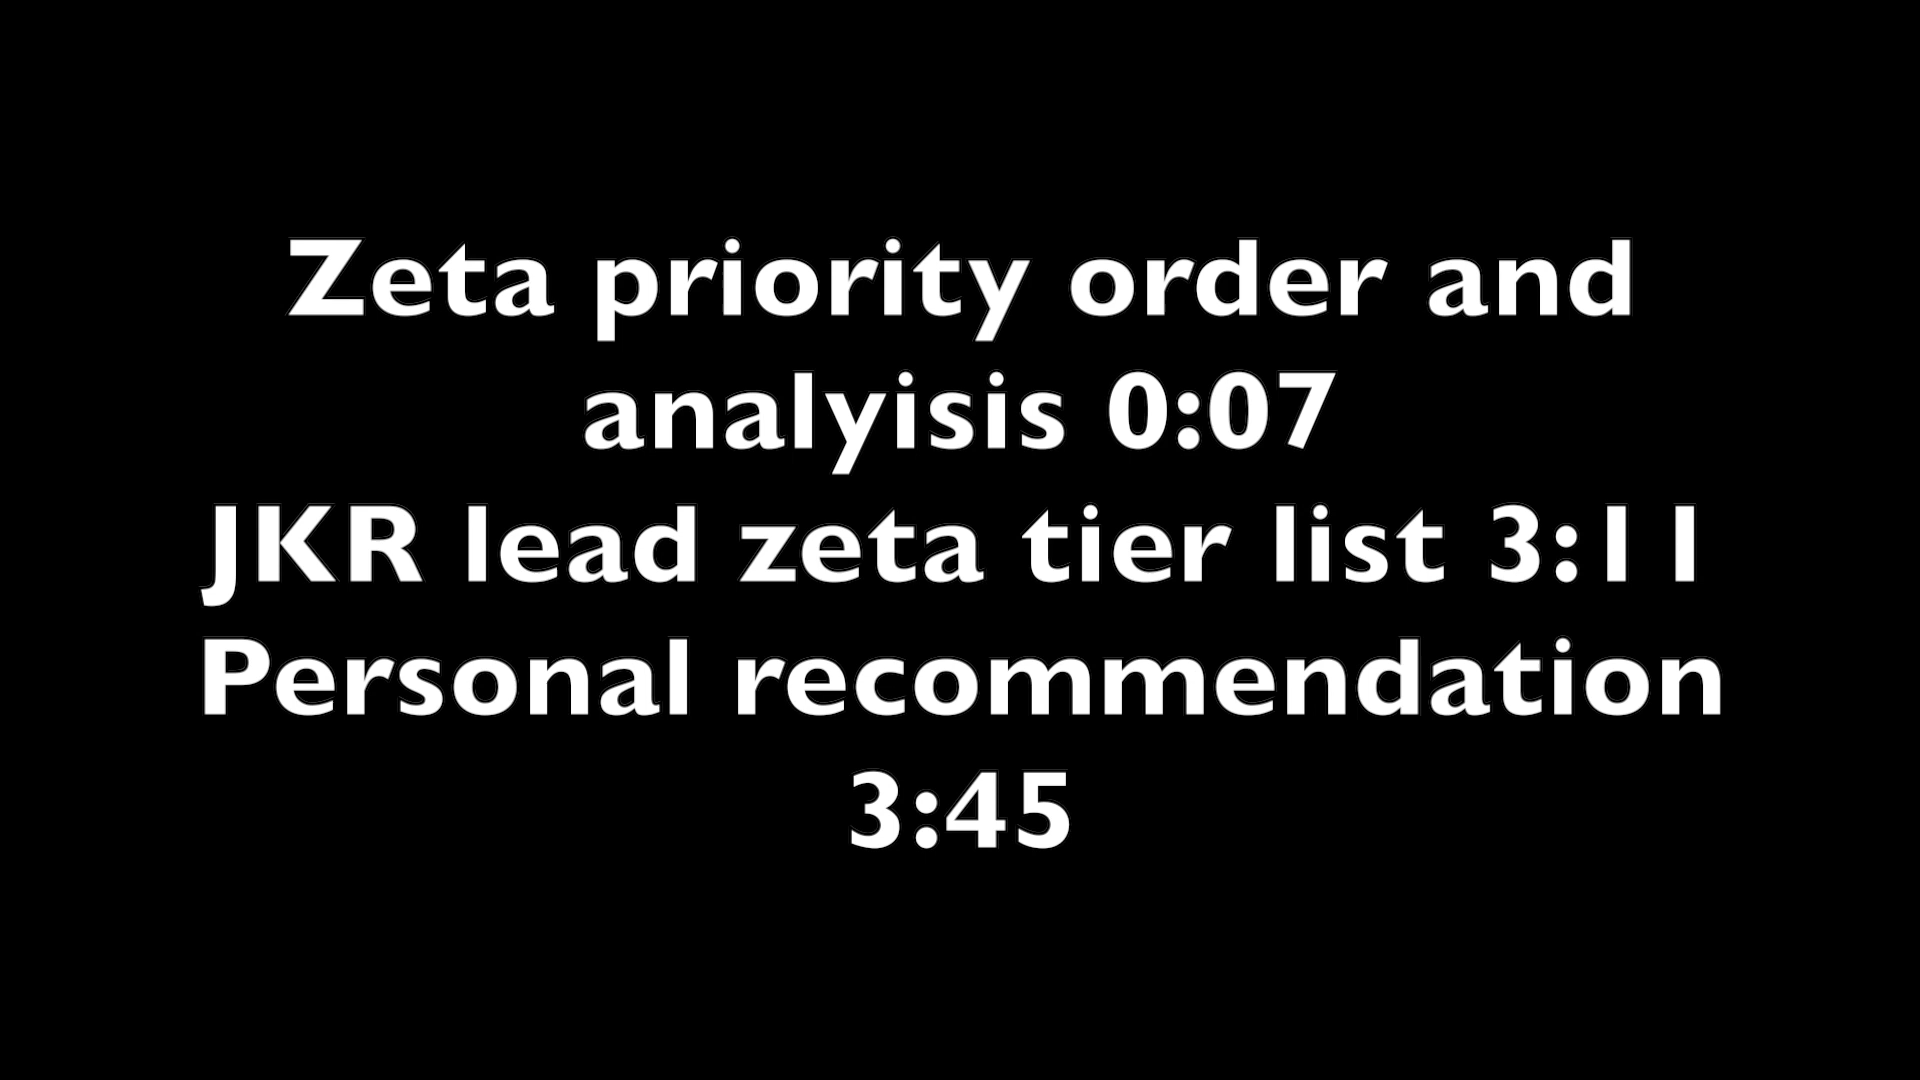 Zeta priority order and
analyisis 0:07
JKR lead zeta tier list 3:11
Personal recommendation
3:45